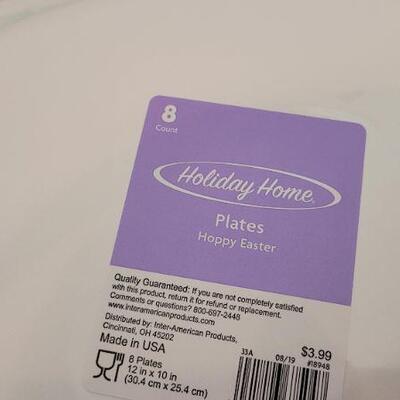 8
Count
Holiday Home®
Plates
Hoppy Easter
Quality Guaranteed: If you are not completely satisfied
with this product, return it for refund or replacement.
Comments or questions? 800-697-2448
www.interamericanproducts.com
Distributed by: Inter-American Products,
Cincinnati, OH 45202
Made in USA
8 Plates
12 in x 10 in
(30.4 cm x 25.4 cm)
$3.99
33A 08/19 #18948